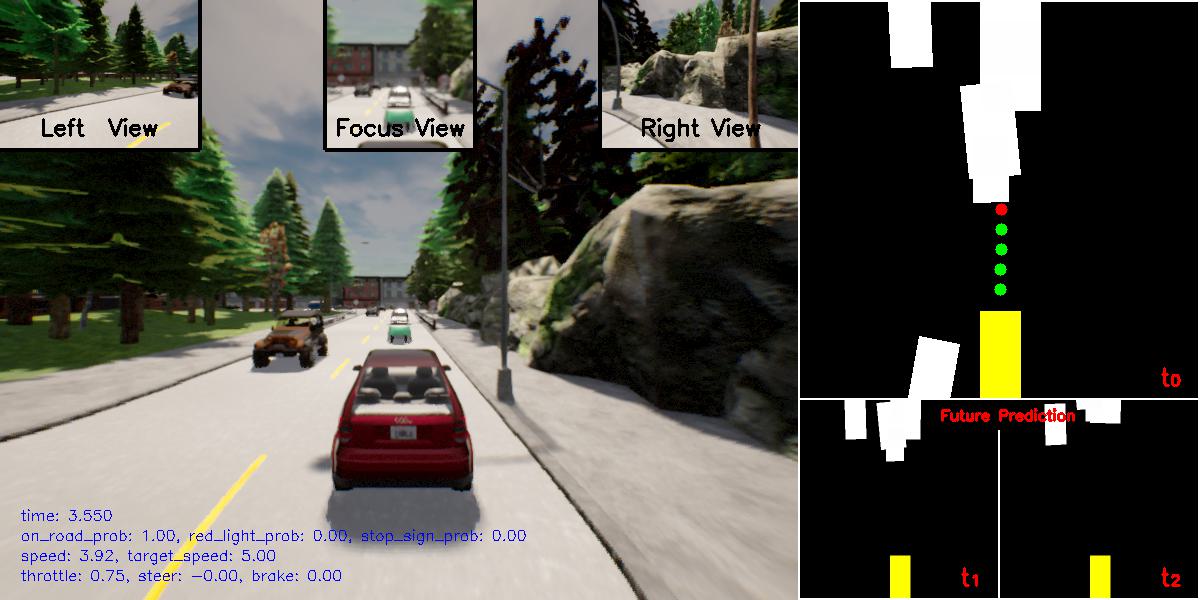 Left View
Focus View
Right View
time: 3.550
on_road_prob: 1.00, red_light_prob: 0.00, stop_sign_prob: 0.00
speed: 3.92, target_speed: 5.00
throttle: 0.75, steer: −0.00, brake: 0.00
t0
Future Prediction
t1
t2